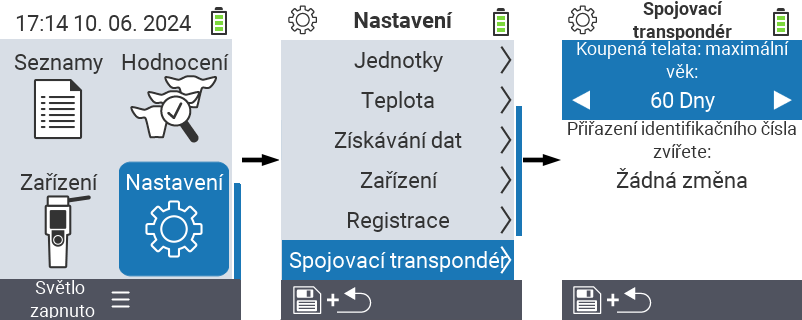 17:14 10. 06. 2024
Seznamy
Hodnocení
Zařízení
Nastavení
Světlo
zapnuto
Nastavení
Jednotky
Teplota
Získávání dat
Zařízení
Registrace
Spojovací transpondér
Spojovací
transpondér
Koupená telata: maximální
věk:
60 Dny
Přiřazení identifikačního čísla
zvířete:
Žádná změna